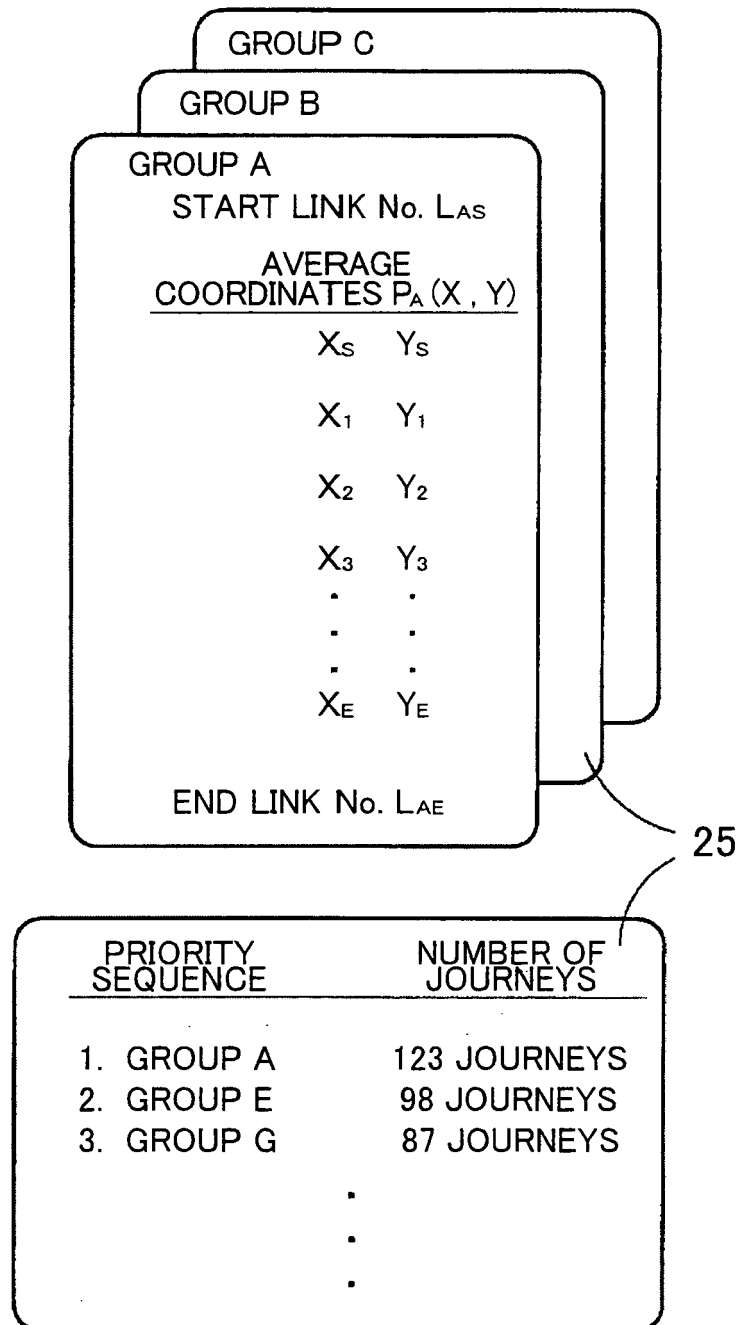 GROUP C
GROUP B
GROUP A
START LINK No. LAS
AVERAGE
COORDINATES PA (X , Y)
XS YS
X1 Y1
X2 Y2
X3 Y3
. .
. .
. .
XE YE
END LINK No. LAE
25
PRIORITY SEQUENCE NUMBER OF JOURNEYS
1. GROUP A 123 JOURNEYS
2. GROUP E 98 JOURNEYS
3. GROUP G 87 JOURNEYS
.
.
.